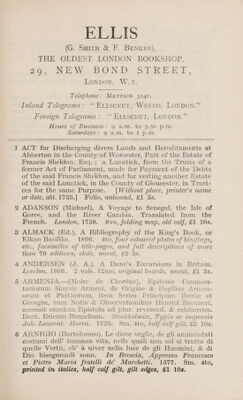 ELLIS
(G. SMITH & F. BENGER),
THE OLDEST LONDON BOOKSHOP,
29, NEW BOND STREET,
LONDON, W. 1.
Telephone: MAYFAIR 3240.
Inland Telegrams: "ELLSCRUT, WESDO, LONDON."
Foreign Telegrams: "ELLSCRUT, LONDON."
Hours of Business: 9 a.m. to 5.30 p.m.
Saturdays: 9 a.m. to 1 p.m.
1 ACT for Discharging divers Lands and Hereditaments at
Abberton in the County of Worcester, Part of the Estate of
Francis Sheldon, Esq.; a Lunatick, from the Trusts of a
former Act of Parliament, made for Payment of the Debts
of the said Francis Sheldon, and for vesting another Estate
of the said Lunatick, in the County of Gloucester, in Trust-
ees for the same Purpose. [Without place, printer's name
or date, abt. 1738.] Folio, unbound, £1 5s.
2 ADANSON (Michael), A Voyage to Senegal, the Isle of
Goree, and the River Gambia. Translated from the
French. London, 1759. 8vo, folding map, old calf, £1 10s.
3 ALMACK (Ed.), A Bibliography of the King's Book, or
Eikon Basilike. 1896. 4to, four coloured plates of bindings,
etc., facsimiles of title-pages, and full descriptions of more
than 70 editions, cloth, uncut, £2 5s.
4 ANDERSEN (J. A.), A Dane's Excursions in Britain.
London, 1809. 2 vols. 12mo, original boards, uncut, £1 5s.
5 ARMENIA.—[Moise de Chorène], Epitome Commen-
tariorum Moysis Armeni, de Origine & Regibus Armen-
orum et Parthorum, item Series Principum Iberiæ et
Georgiæ, cum Notis & Observationibus Henrici Brenneri,
accessit ejusdem Epistola ad plur. reverend. & celeberrim.
Doct. Ericum Benzelium. Stockholmiæ, Typis ac impensis
Joh. Laurent. Horrn. 1723. Sm. 4to, half calf gilt, £2 10s.
6 ARNIGIO (Bartolomeo), Le diece veglie, de gli ammendati
costumi dell' humana vita, nelle quali non sol si tratta di
quelle Vertù, ch' à viver nella luce de gli Huomini, & di
Dio bisogneuoli sono. In Brescia, Appresso Francesco
et Pietro Maria fratelli de' Marchetti. 1577. Sm. 4to,
printed in italics, half calf gilt, gilt edges, £1 10s.